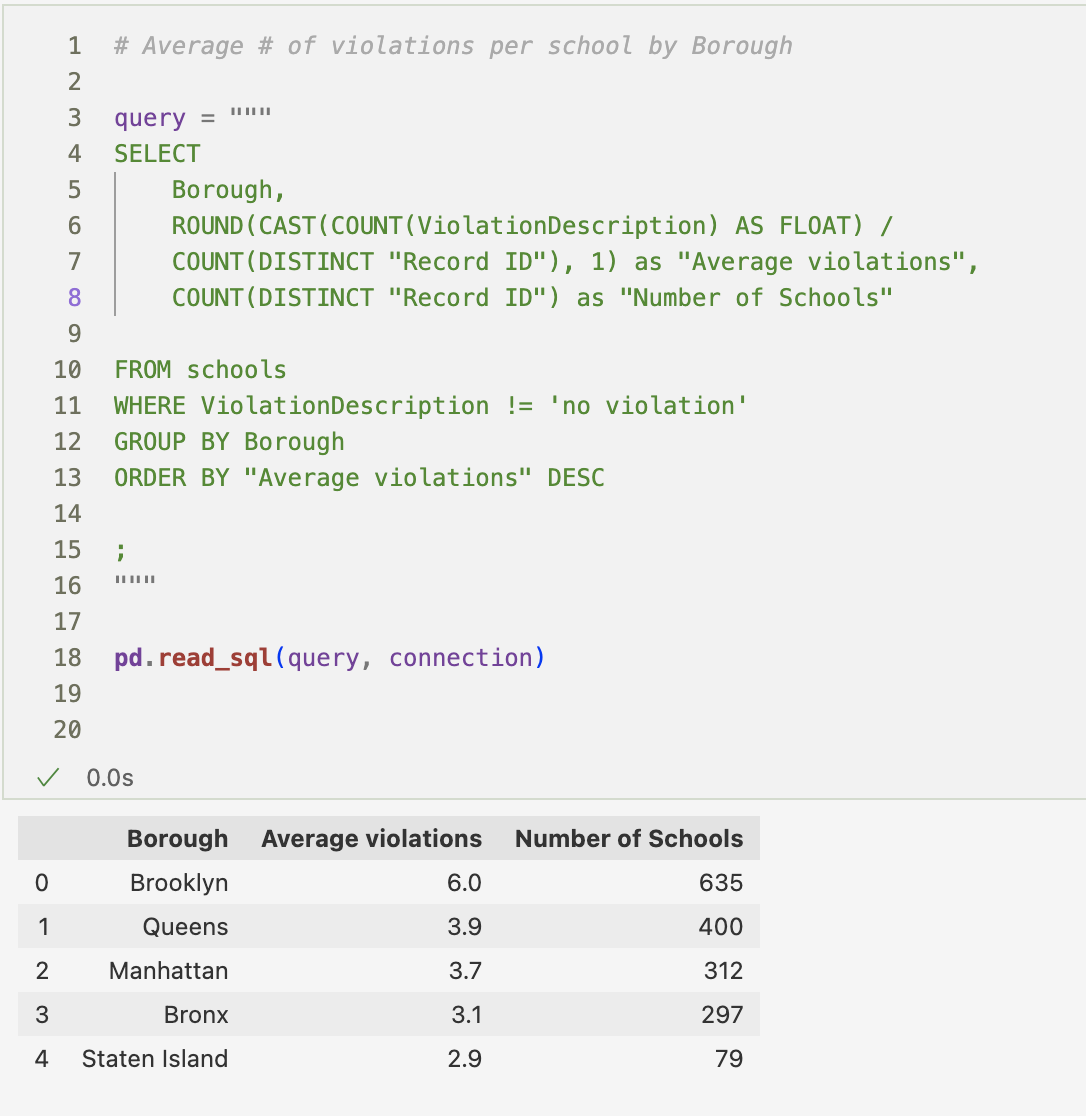 1 # Average # of violations per school by Borough
2
3 query = """
4 SELECT
5 Borough,
6 ROUND(CAST(COUNT(ViolationDescription) AS FLOAT) /
7 COUNT(DISTINCT "Record ID"), 1) as "Average violations",
8 COUNT(DISTINCT "Record ID") as "Number of Schools"
9
10 FROM schools
11 WHERE ViolationDescription != 'no violation'
12 GROUP BY Borough
13 ORDER BY "Average violations" DESC
14
15 ;
16 """
17
18 pd.read_sql(query, connection)
19
20
✓ 0.0s
Borough Average violations Number of Schools
0 Brooklyn 6.0 635
1 Queens 3.9 400
2 Manhattan 3.7 312
3 Bronx 3.1 297
4 Staten Island 2.9 79